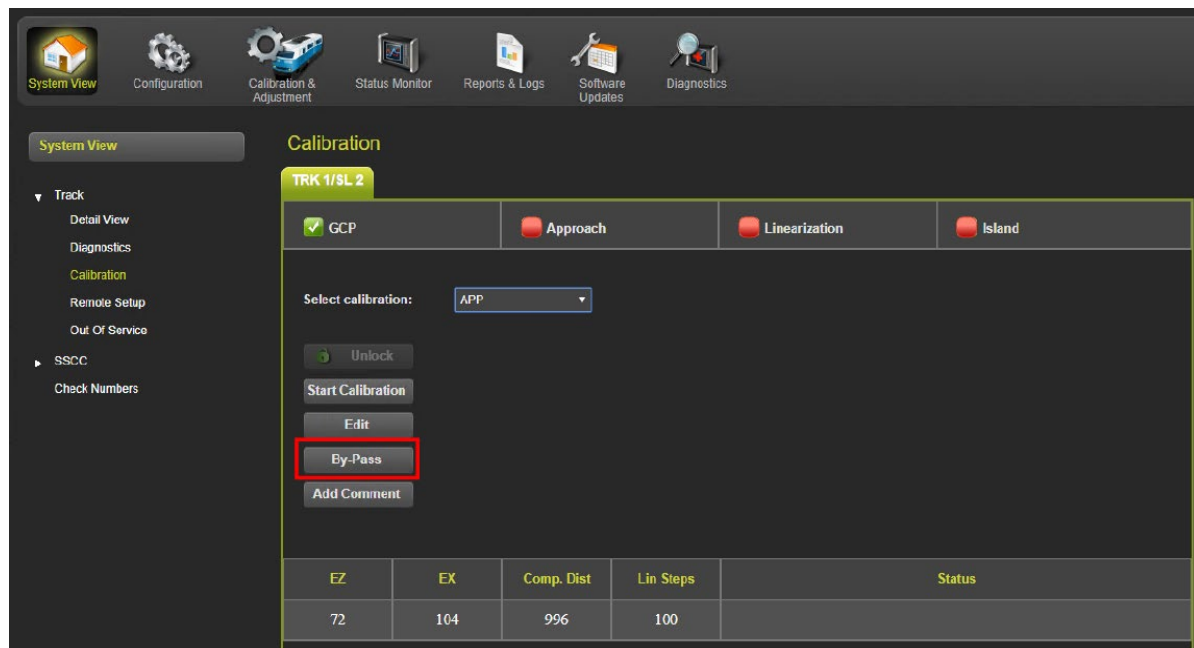 System View
Configuration
Calibration &
Adjustment
Status Monitor
Reports & Logs
Software
Updates
Diagnostics
System View
Track
Detail View
Diagnostics
Calibration
Remote Setup
Out Of Service
SSCC
Check Numbers
Calibration
TRK 1/SL 2
GCP
Approach
Linearization
Island
Select calibration:
APP
Unlock
Start Calibration
Edit
By-Pass
Add Comment
EZ
EX
Comp. Dist
Lin Steps
Status
72
104
996
100